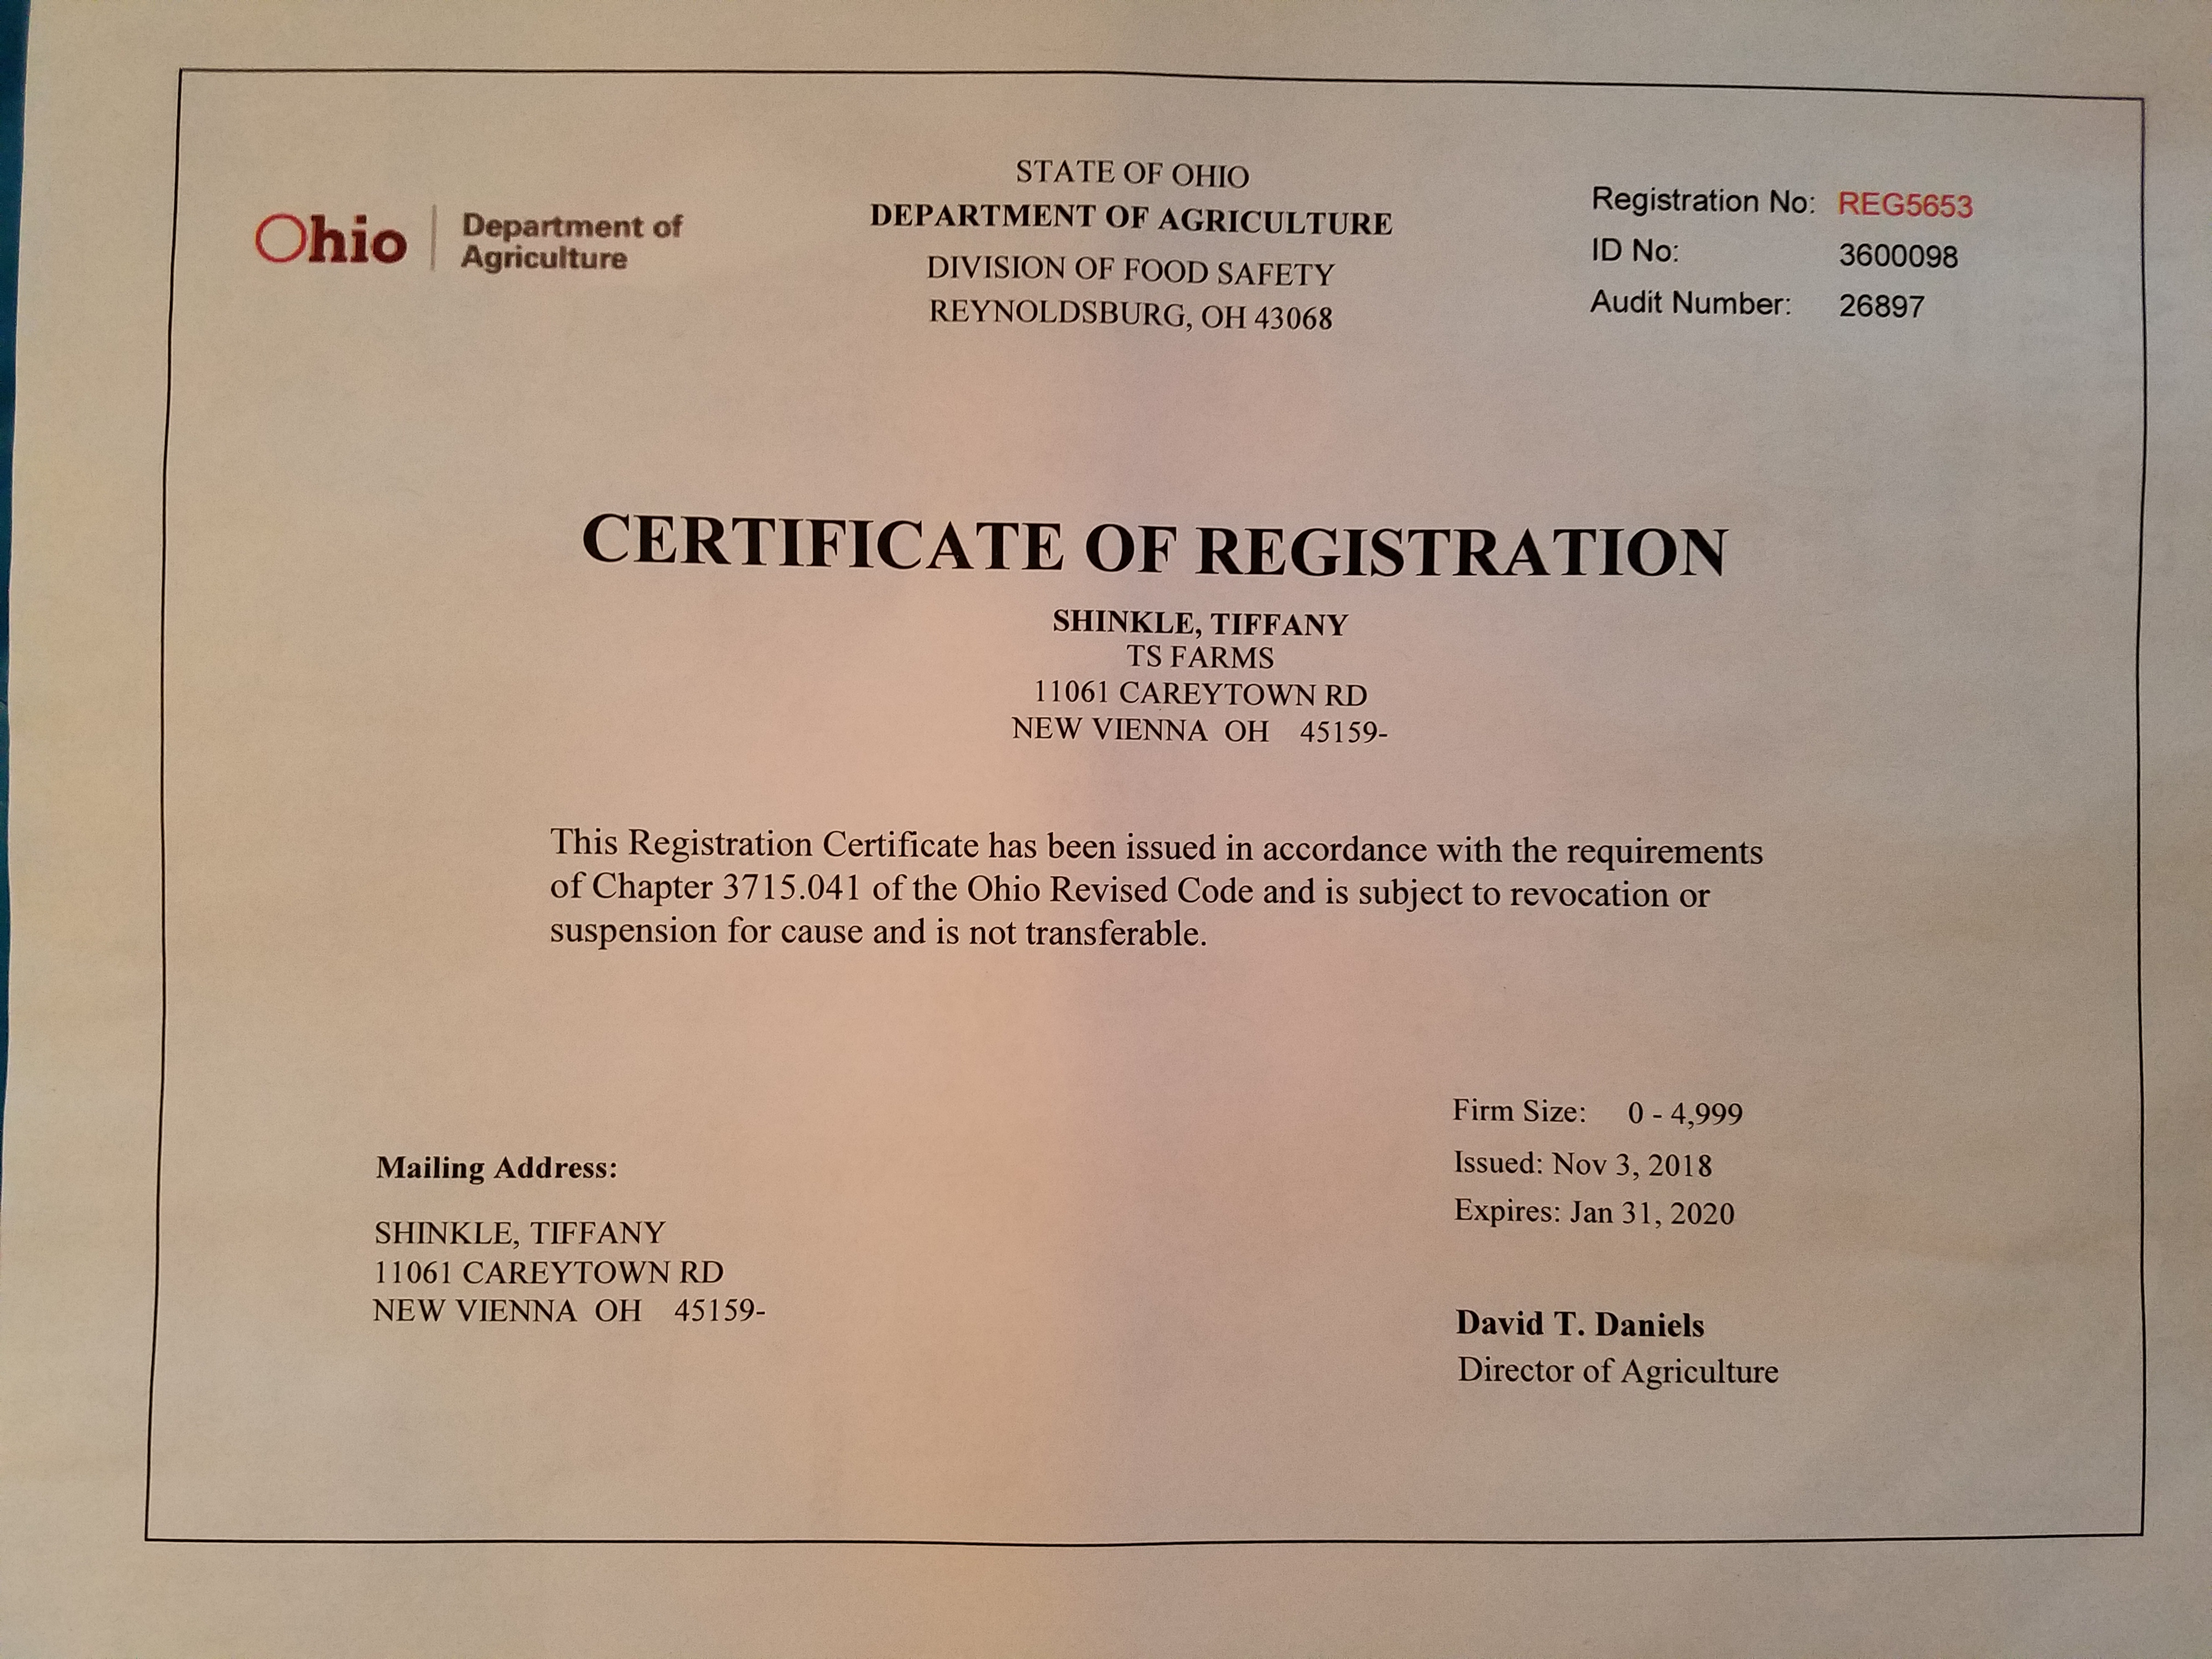 Ohio
Department of
Agriculture
STATE OF OHIO
DEPARTMENT OF AGRICULTURE
DIVISION OF FOOD SAFETY
REYNOLDSBURG, OH 43068
Registration No: REG5653
ID No: 3600098
Audit Number: 26897
CERTIFICATE OF REGISTRATION
SHINKLE, TIFFANY
TS FARMS
11061 CAREYTOWN RD
NEW VIENNA OH 45159-
This Registration Certificate has been issued in accordance with the requirements
of Chapter 3715.041 of the Ohio Revised Code and is subject to revocation or
suspension for cause and is not transferable.
Mailing Address:
SHINKLE, TIFFANY
11061 CAREYTOWN RD
NEW VIENNA OH 45159-
Firm Size: 0 - 4,999
Issued: Nov 3, 2018
Expires: Jan 31, 2020
David T. Daniels
Director of Agriculture